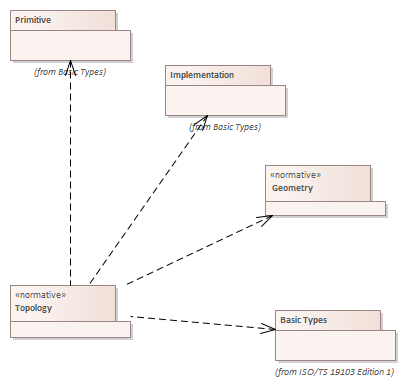 Primitive
(from Basic Types)
Implementation
(from Basic Types)
«normative»
Geometry
«normative»
Topology
Basic Types
(from ISO/TS 19103 Edition 1)